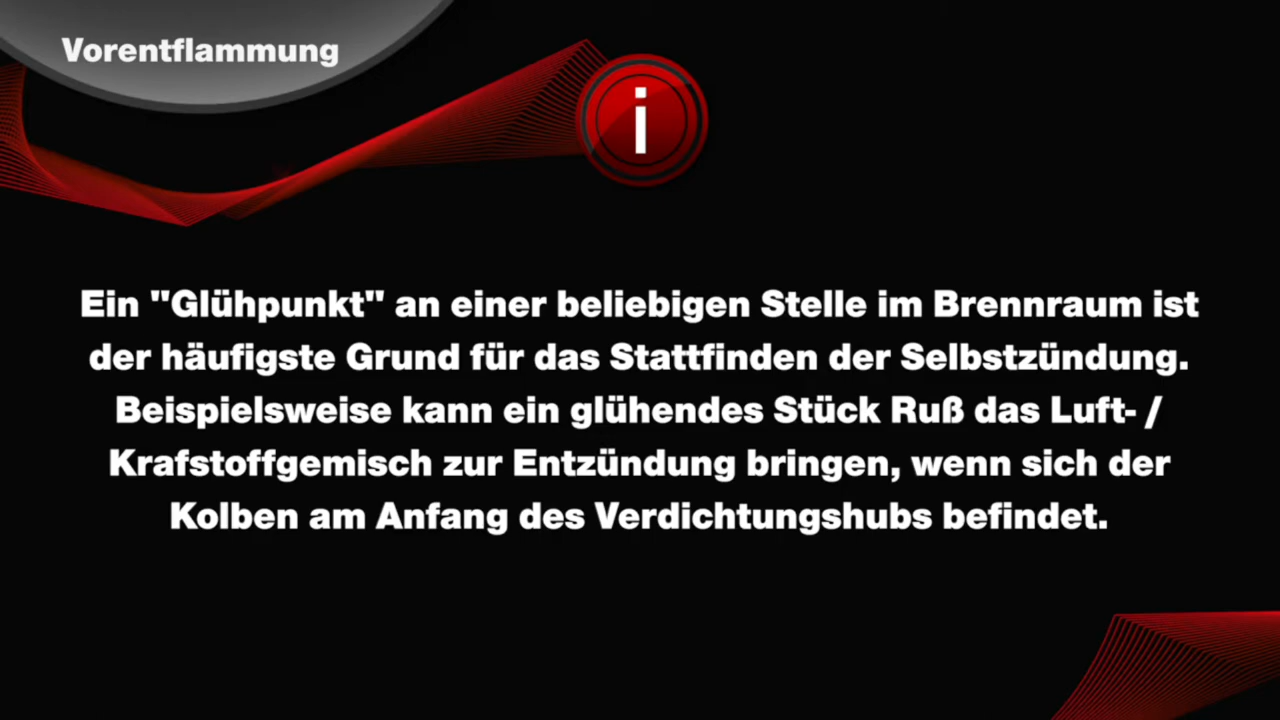 Vorentflammung
i
Ein "Glühpunkt" an einer beliebigen Stelle im Brennraum ist
der häufigste Grund für das Stattfinden der Selbstzündung.
Beispielsweise kann ein glühendes Stück Ruß das Luft- /
Krafstoffgemisch zur Entzündung bringen, wenn sich der
Kolben am Anfang des Verdichtungshubs befindet.